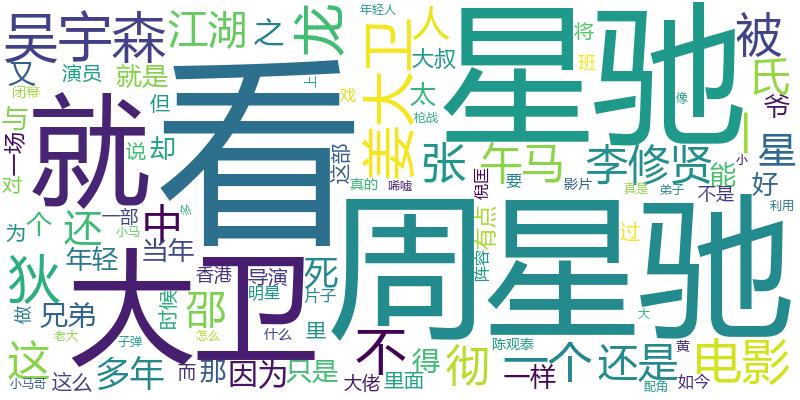 年轻人
吴宇森 江湖 之 龙 卫 人 星驰 将 被
又 演员 就是 大叔 班 氏
闭幕 上 戏 像 爷
与 但 看 姜大 太 一 星
一场 就 说 却 这部 枪战 张 午马 李修贤 能 小 好
对 真的 唏嘘 倪匡 要 影片 真是 弟子 不是 利用
为 个 还 一部 中 多 周星驰 有点 过
小马 当年
狄 年轻 大卫 香港 导演 死 阵容 大
做 兄弟 时候 邵 明星 片子
老大 子弹 怎么 什么 里 不 陈观泰 黄
这 这么 多年 而 那 因为 只是 得 彻 一个 还是 电影
小马哥 大佬 里面 一样 配角 如今